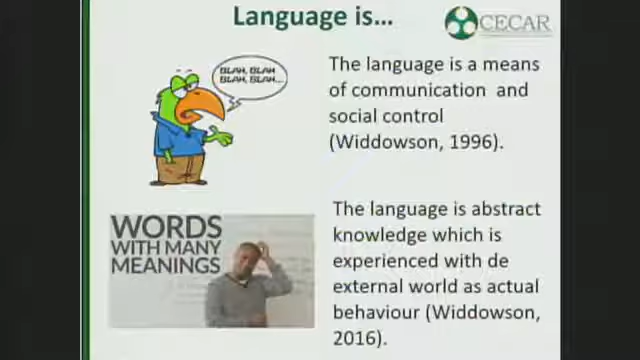 Language is...
CECAR
BLAH, BLAH
BLAH, BLAH...
The language is a means
of communication and
social control
(Widdowson, 1996).
WORDS
WITH MANY
MEANINGS
The language is abstract
knowledge which is
experienced with de
external world as actual
behaviour (Widdowson,
2016).